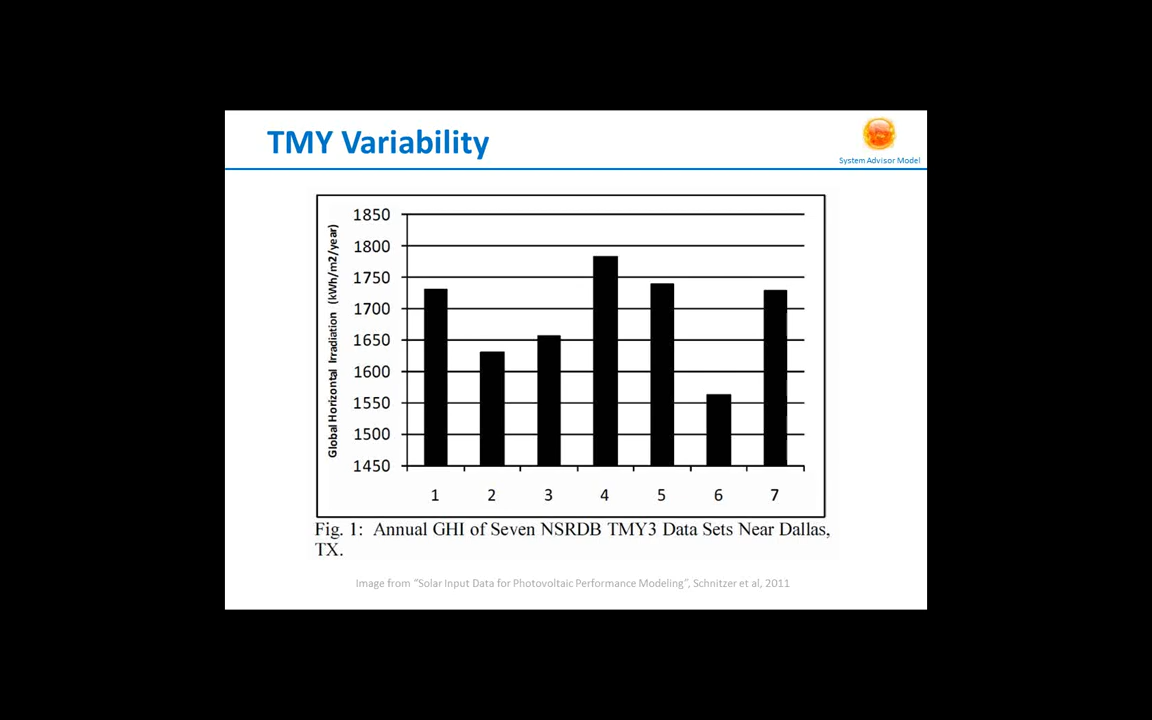 TMY Variability
System Advisor Model
Global Horizontal Irradiation (kWh/m2/year)
1850
1800
1750
1700
1650
1600
1550
1500
1450
1 2 3 4 5 6 7
Fig. 1: Annual GHI of Seven NSRDB TMY3 Data Sets Near Dallas,
TX.
Image from “Solar Input Data for Photovoltaic Performance Modeling”, Schnitzer et al, 2011